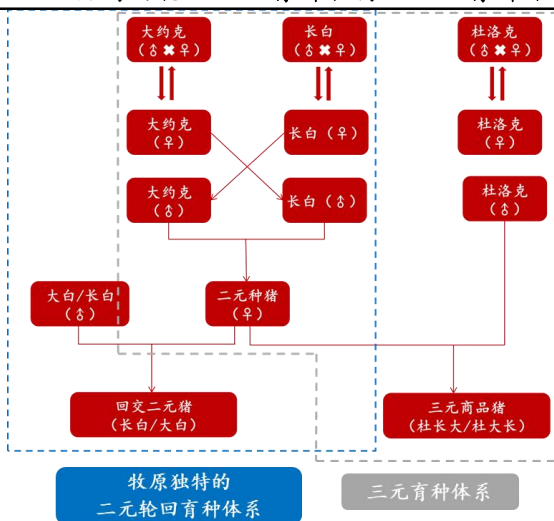 大约克
（♂✖♀）
长白
（♂✖♀）
杜洛克
（♂✖♀）
大约克
（♀）
长白（♀）
杜洛克
（♀）
大约克
（♂）
长白（♂）
杜洛克
（♂）
大白/长白
（♂）
二元种猪
（♀）
回交二元猪
（长白/大白）
三元商品猪
（杜长大/杜大长）
牧原独特的
二元轮回育种体系
三元育种体系